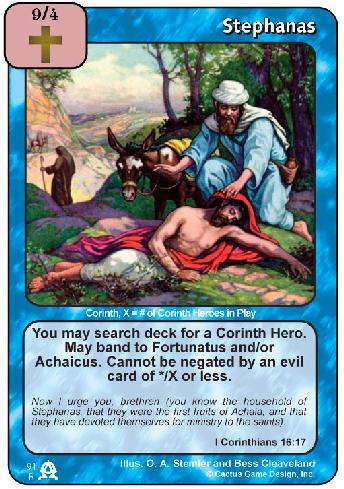 9/4
Stephanas
Corinth, X = # of Corinth Heroes in Play
You may search deck for a Corinth Hero.
May band to Fortunatus and/or
Achaicus. Cannot be negated by an evil
card of */X or less.
Now I urge you, brethren (you know the household of
Stephanas, that they were the first fruits of Achaia, and that
they have devoted themselves for ministry to the saints)
I Corinthians 16:17
91
R
Illus. O. A. Stemler and Bess Cleaveland
©Cactus Game Design, Inc.